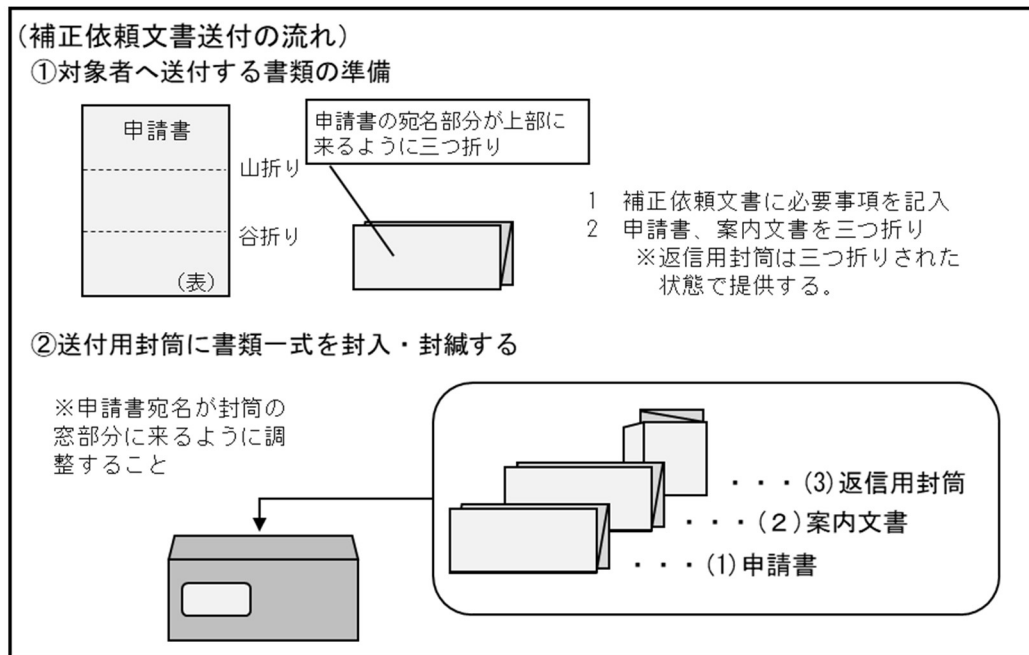 (補正依頼文書送付の流れ)
①対象者へ送付する書類の準備
申請書
山折り
谷折り
(表)
申請書の宛名部分が上部に
来るように三つ折り
1 補正依頼文書に必要事項を記入
2 申請書、案内文書を三つ折り
※返信用封筒は三つ折りされた
状態で提供する。
②送付用封筒に書類一式を封入・封緘する
※申請書宛名が封筒の
窓部分に来るように調
整すること
・・・(3)返信用封筒
・・・(2)案内文書
・・・(1)申請書